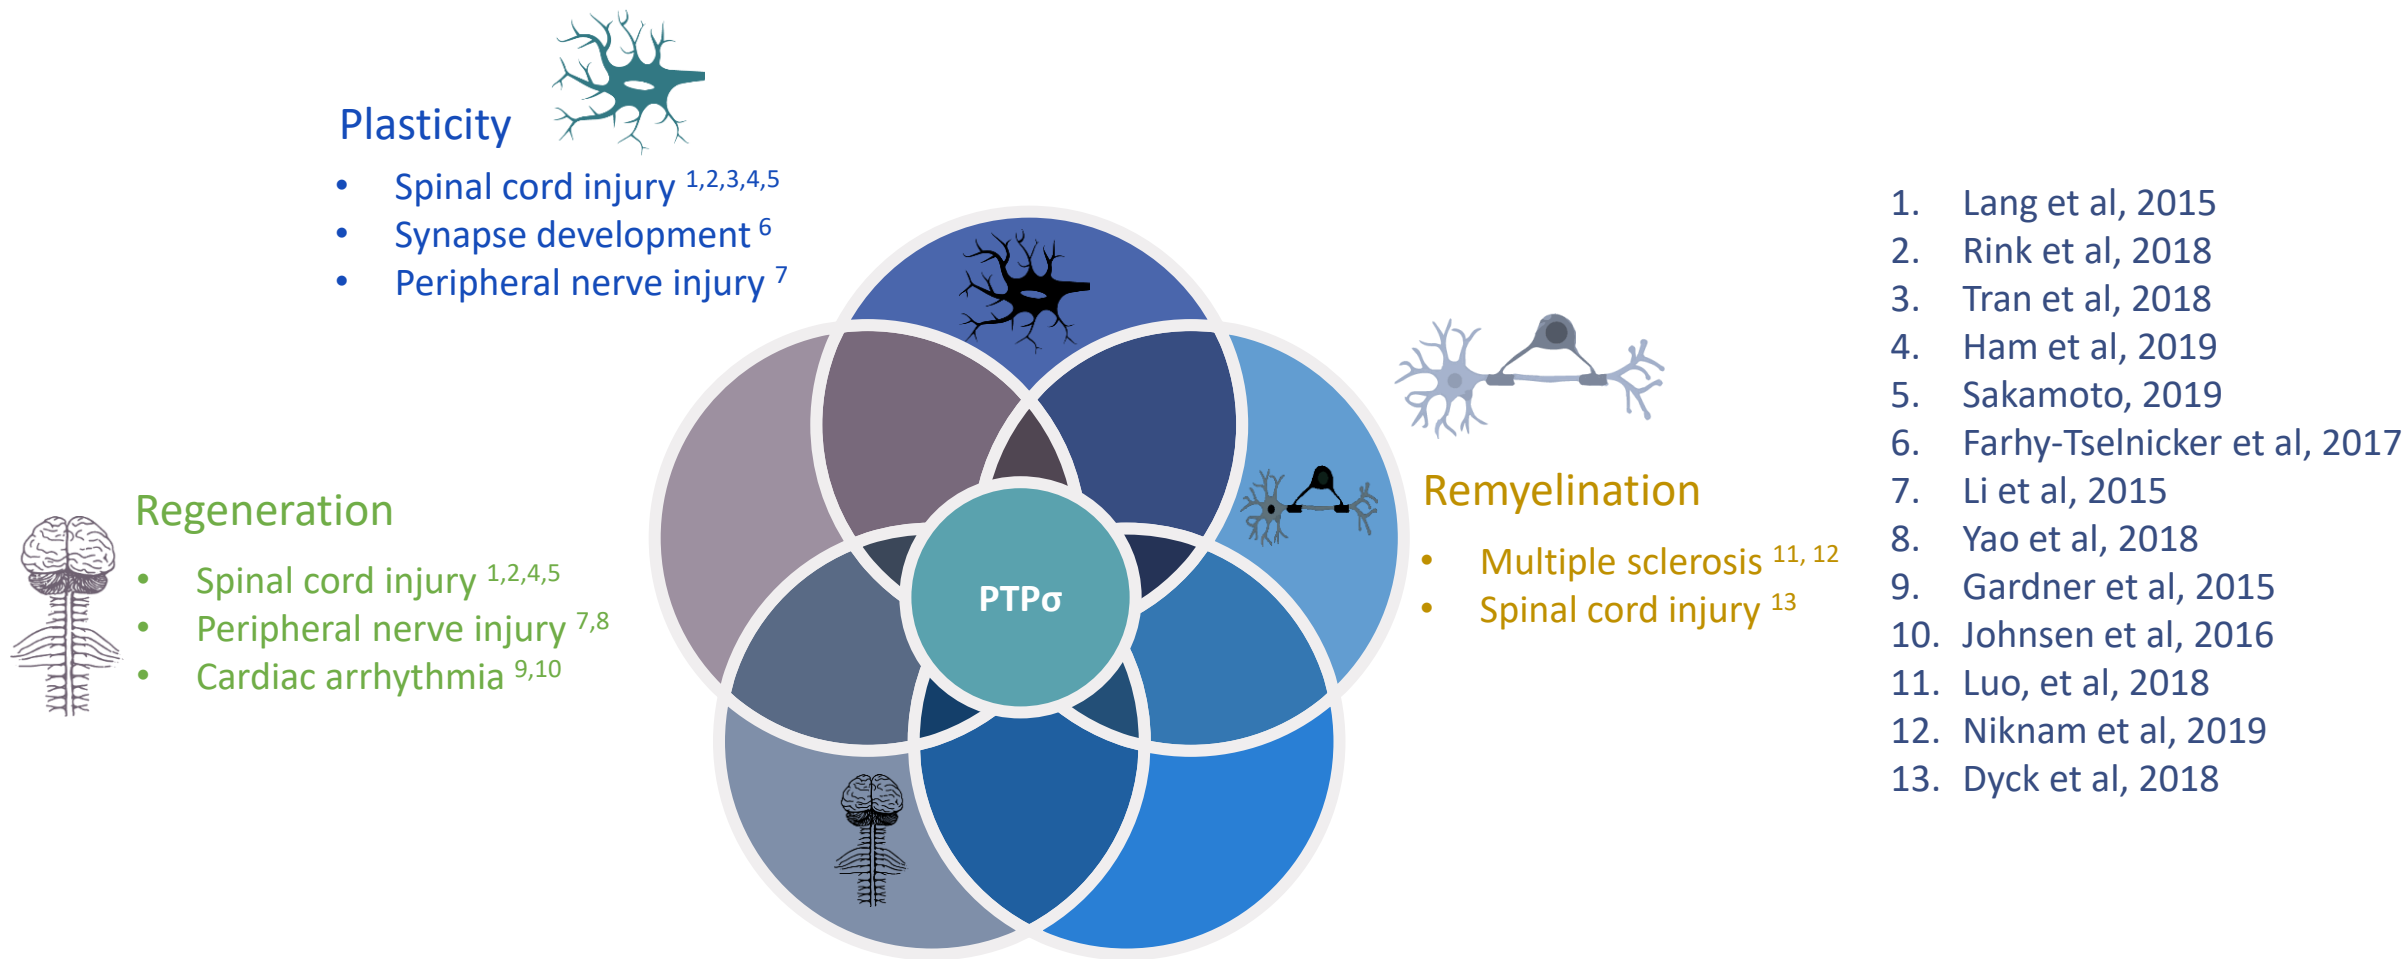 Plasticity
• Spinal cord injury 1,2,3,4,5
• Synapse development 6
• Peripheral nerve injury 7
Regeneration
• Spinal cord injury 1,2,4,5
• Peripheral nerve injury 7,8
• Cardiac arrhythmia 9,10
PTPσ
Remyelination
• Multiple sclerosis 11, 12
• Spinal cord injury 13
1. Lang et al, 2015
2. Rink et al, 2018
3. Tran et al, 2018
4. Ham et al, 2019
5. Sakamoto, 2019
6. Farhy-Tselnicker et al, 2017
7. Li et al, 2015
8. Yao et al, 2018
9. Gardner et al, 2015
10. Johnsen et al, 2016
11. Luo, et al, 2018
12. Niknam et al, 2019
13. Dyck et al, 2018